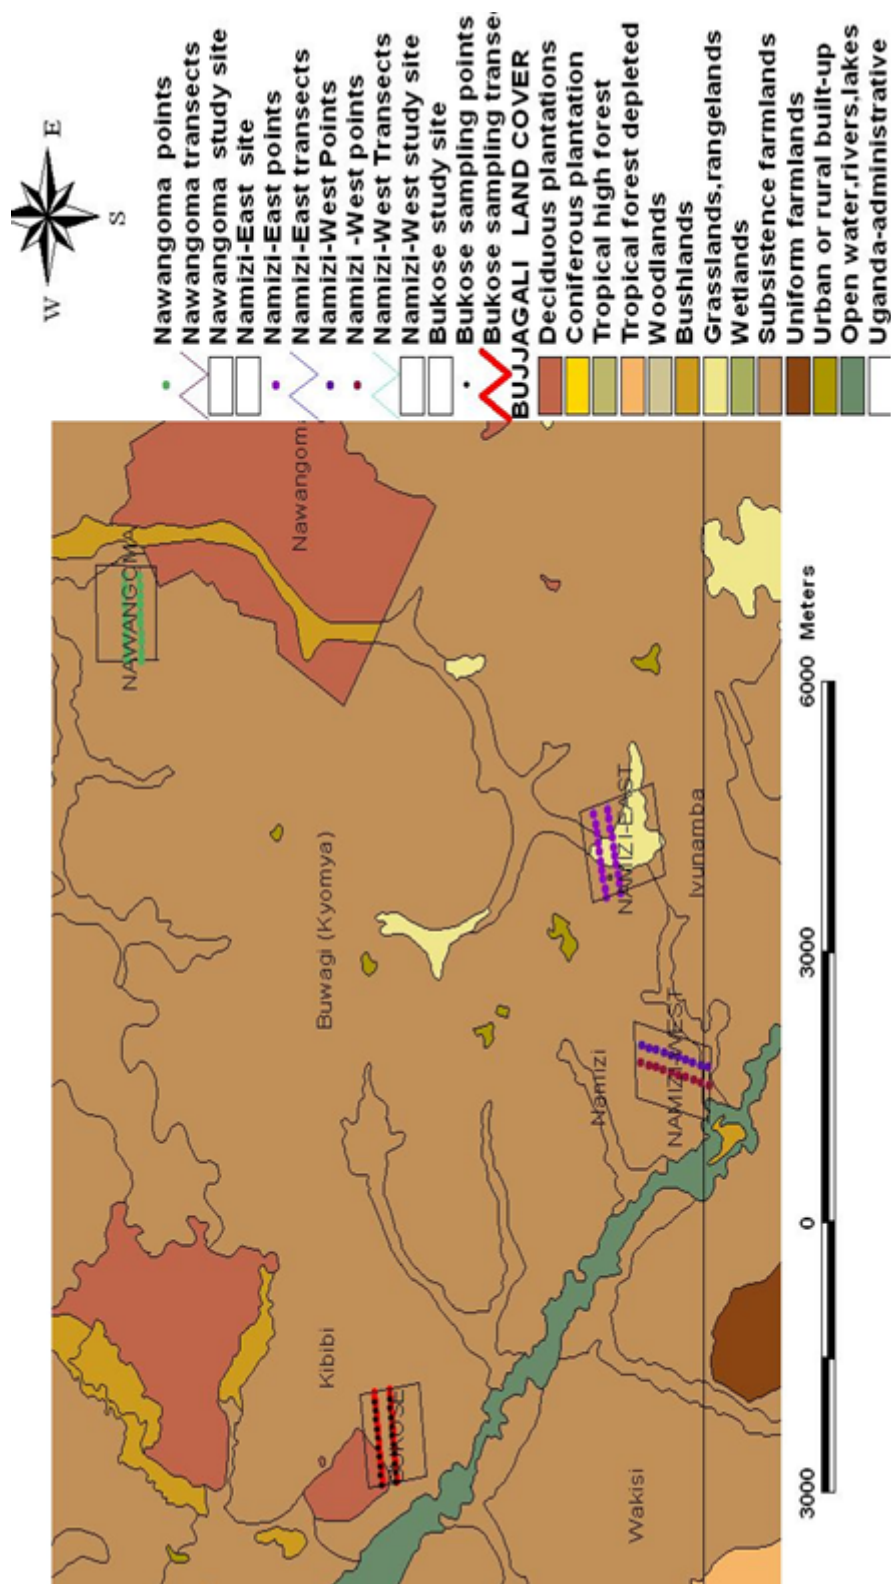 W
E
S
Nawangoma points
Nawangoma transects
Nawangoma study site
Namizi-East site
Namizi-East points
Namizi-East transects
Namizi-West Points
Namizi -West points
Namizi-West Transects
Namizi-West study site
Bukose study site
Bukose sampling points
Bukose sampling transe
BUJJAGALI LAND COVER
Deciduous plantations
Coniferous plantation
Tropical high forest
Tropical forest depleted
Woodlands
Bushlands
Grasslands,rangelands
Wetlands
Subsistence farmlands
Uniform farmlands
Urban or rural built-up
Open water,rivers,lakes
Uganda-administrative
NAWANGOMA
Nawangoma
Buwagi (Kyomya)
NAMIZI-EAST
Ivunamba
NAMIZI-WEST
Namizi
Kibibi
Wakisi
3000
0
3000
6000 Meters